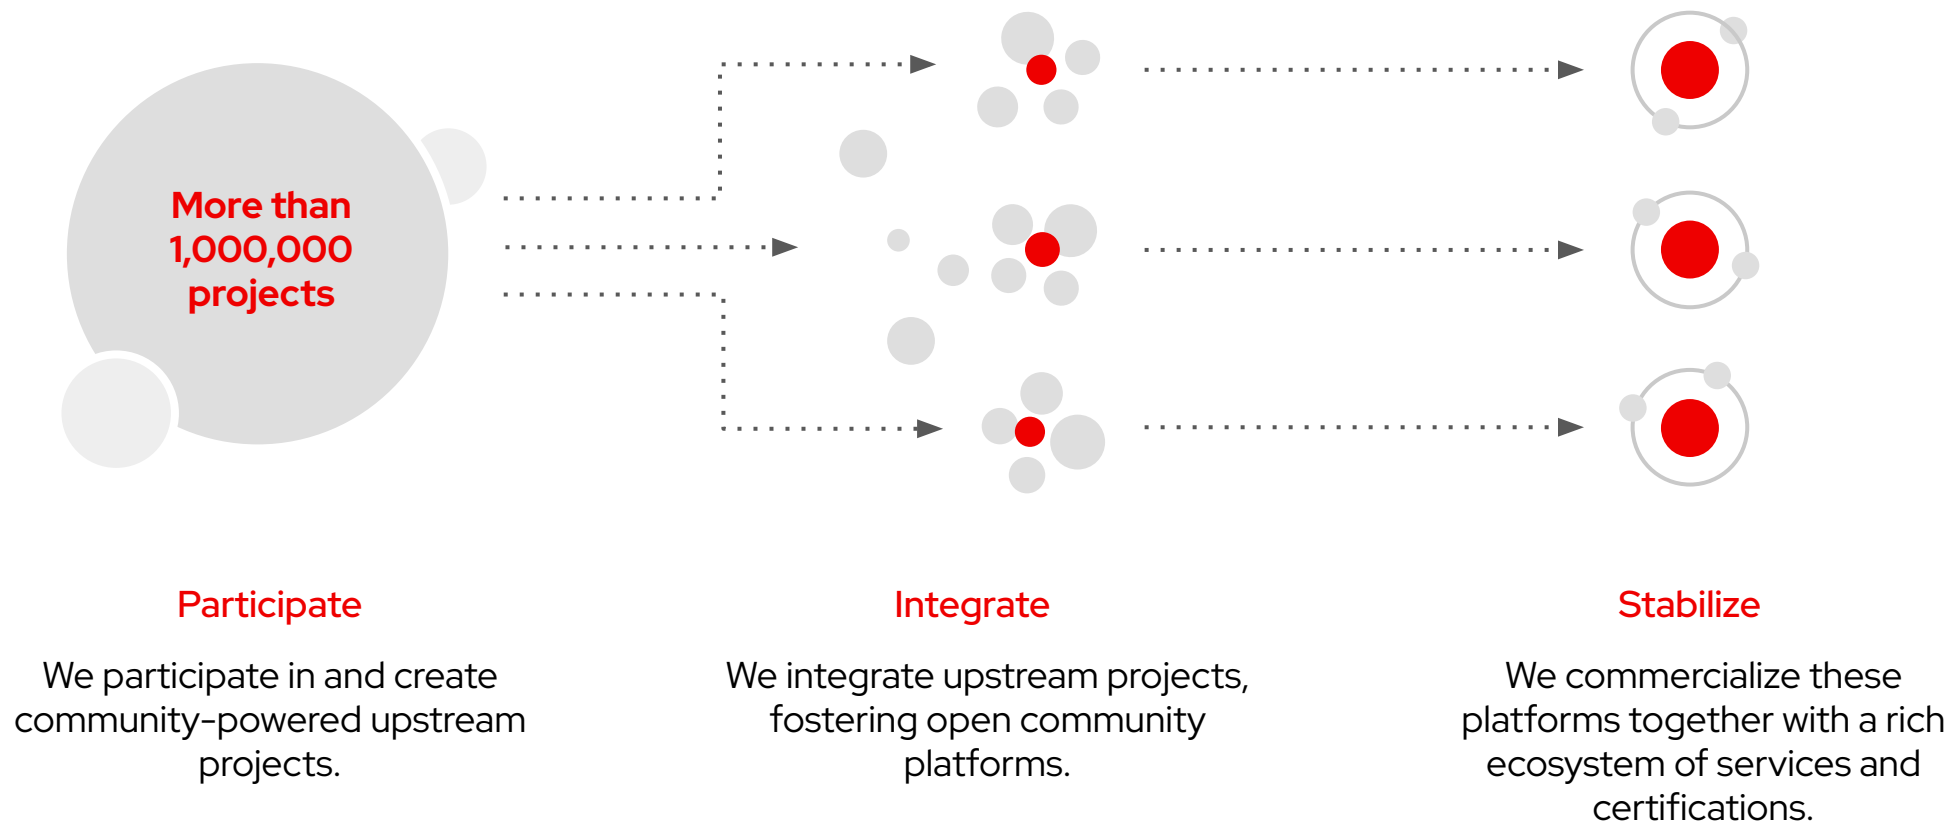 More than
1,000,000
projects
Participate
We participate in and create
community-powered upstream
projects.
Integrate
We integrate upstream projects,
fostering open community
platforms.
Stabilize
We commercialize these
platforms together with a rich
ecosystem of services and
certifications.